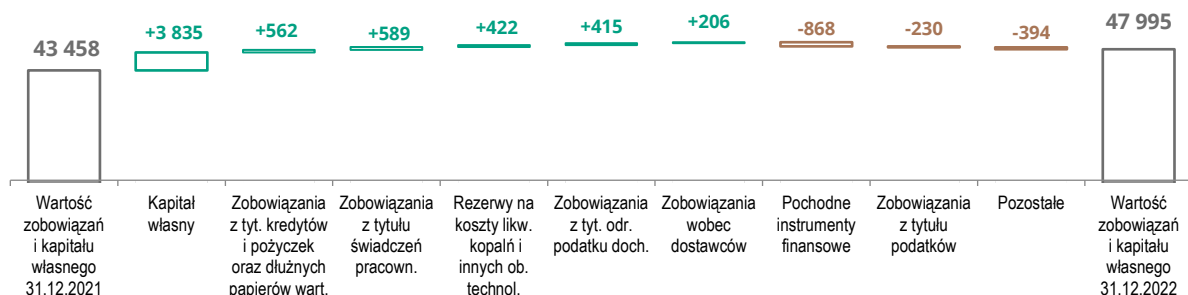 43 458
+3 835
+562
+589
+422
+415
+206
-868
-230
-394
47 995
Wartość
zobowiązań
i kapitału
własnego
31.12.2021
Kapitał
własny
Zobowiązania
z tyt. kredytów
i pożyczek
oraz dłużnych
papierów wart.
Zobowiązania
z tytułu
świadczeń
pracown.
Rezerwy na
koszty likw.
kopalń i
innych ob.
technol.
Zobowiązania
z tyt. odr.
podatku doch.
Zobowiązania
wobec
dostawców
Pochodne
instrumenty
finansowe
Zobowiązania
z tytułu
podatków
Pozostałe
Wartość
zobowiązań
i kapitału
własnego
31.12.2022